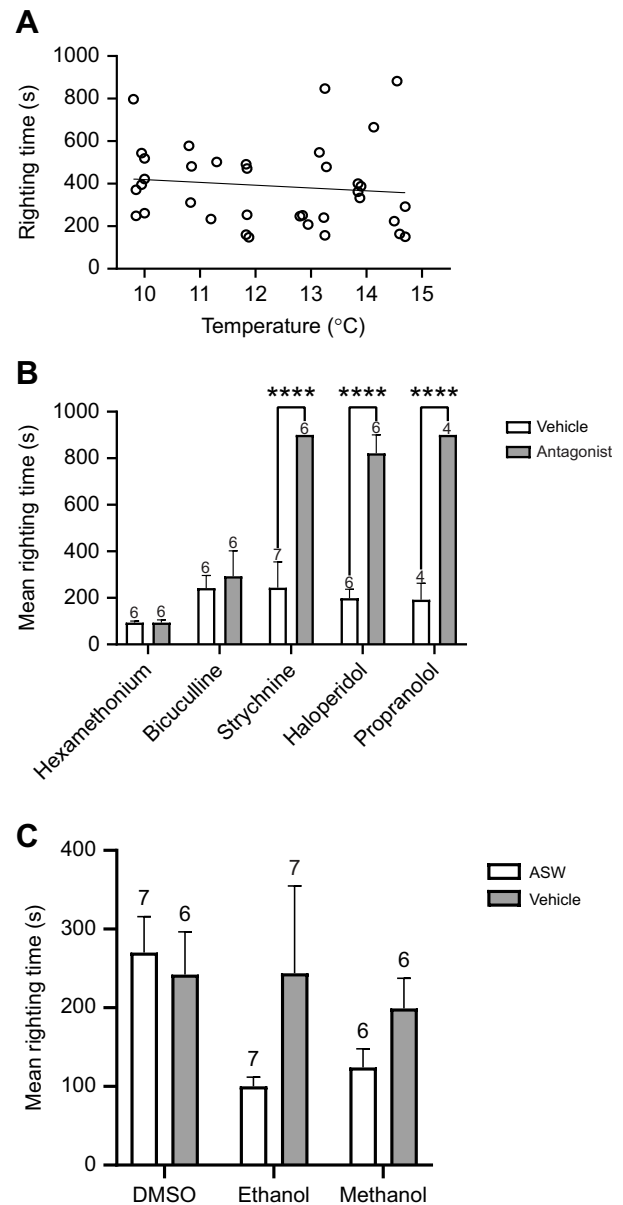 A
1000
800
600
400
200
0
Righting time (s)
10 11 12 13 14 15
Temperature (°C)
B
**** **** ****
1000
800
600
400
200
0
Mean righting time (s)
6 6 6 6 7 6 6 6 4 4
Vehicle
Antagonist
Hexamethonium
Bicuculline
Strychnine
Haloperidol
Propranolol
C
400
300
200
100
0
Mean righting time (s)
7 6 7 7 6 6
ASW
Vehicle
DMSO Ethanol Methanol